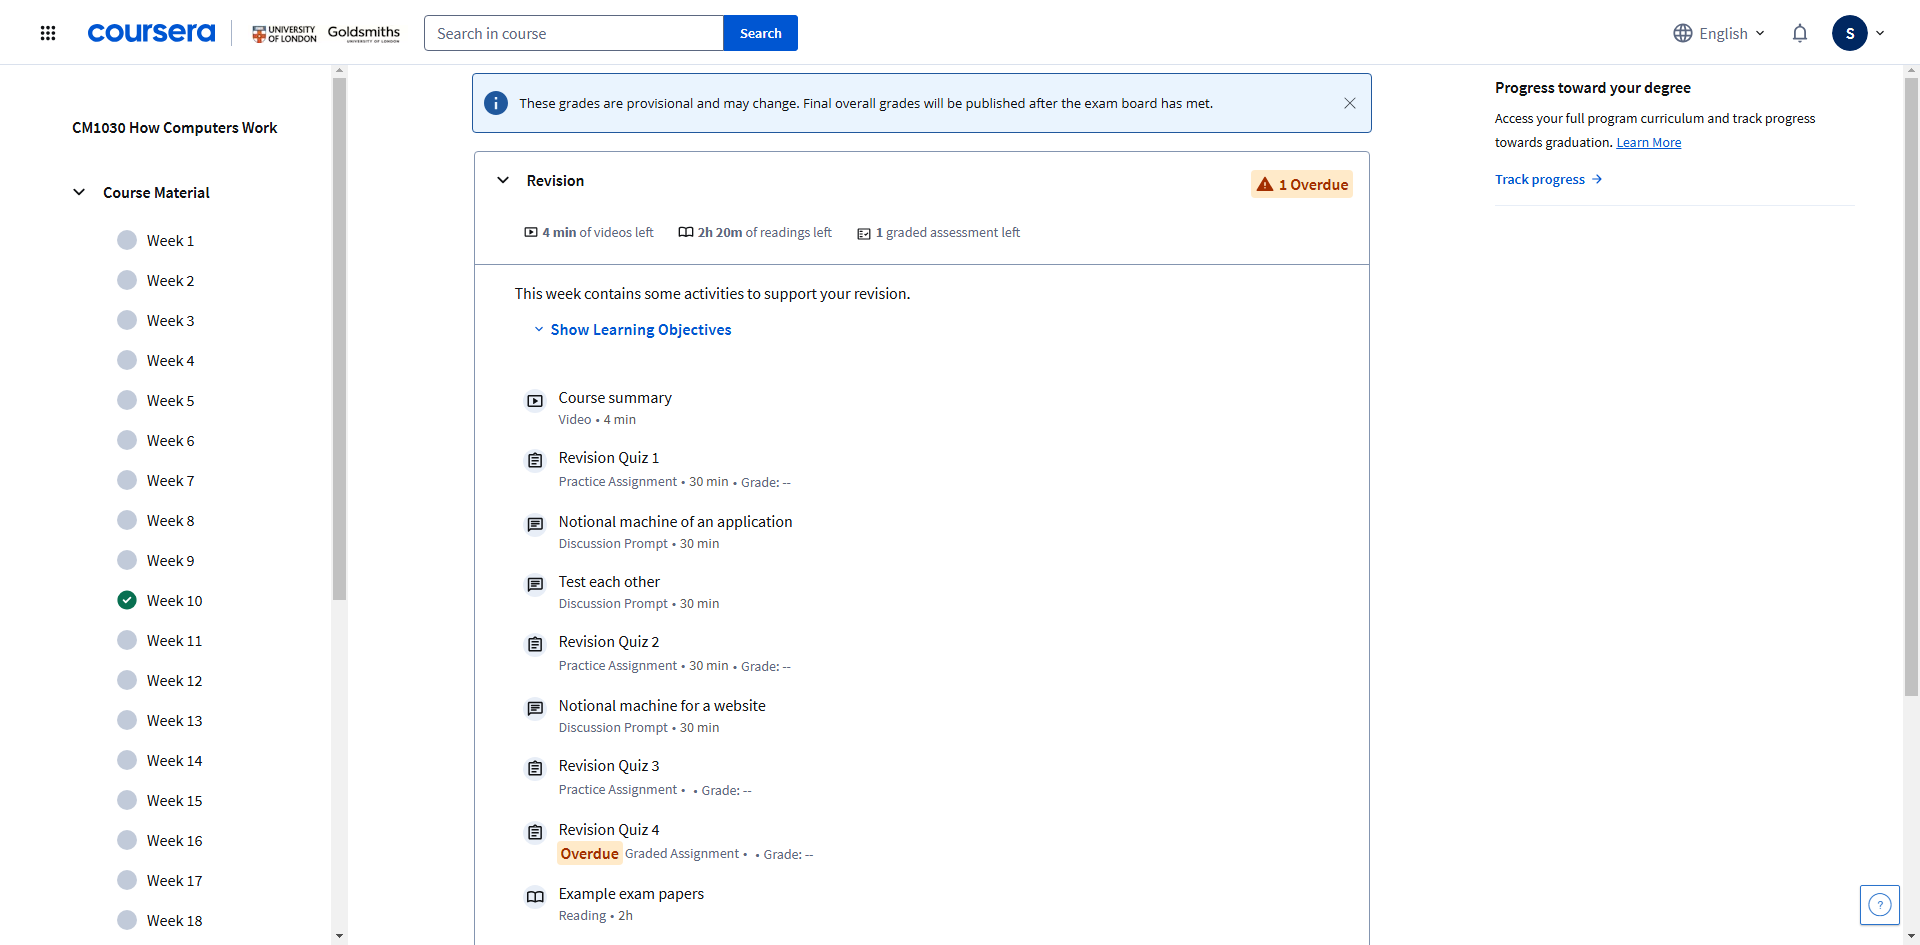 coursera
UNIVERSITY
OF LONDON
Goldsmiths
UNIVERSITY OF LONDON
Search in course
Search
English
S
CM1030 How Computers Work
Course Material
Week 1
Week 2
Week 3
Week 4
Week 5
Week 6
Week 7
Week 8
Week 9
Week 10
Week 11
Week 12
Week 13
Week 14
Week 15
Week 16
Week 17
Week 18
These grades are provisional and may change. Final overall grades will be published after the exam board has met.
Revision
1 Overdue
4 min of videos left
2h 20m of readings left
1 graded assessment left
This week contains some activities to support your revision.
Show Learning Objectives
Course summary
Video • 4 min
Revision Quiz 1
Practice Assignment • 30 min • Grade: --
Notional machine of an application
Discussion Prompt • 30 min
Test each other
Discussion Prompt • 30 min
Revision Quiz 2
Practice Assignment • 30 min • Grade: --
Notional machine for a website
Discussion Prompt • 30 min
Revision Quiz 3
Practice Assignment • • Grade: --
Revision Quiz 4
Overdue Graded Assignment • • Grade: --
Example exam papers
Reading • 2h
Progress toward your degree
Access your full program curriculum and track progress
towards graduation. Learn More
Track progress →
?